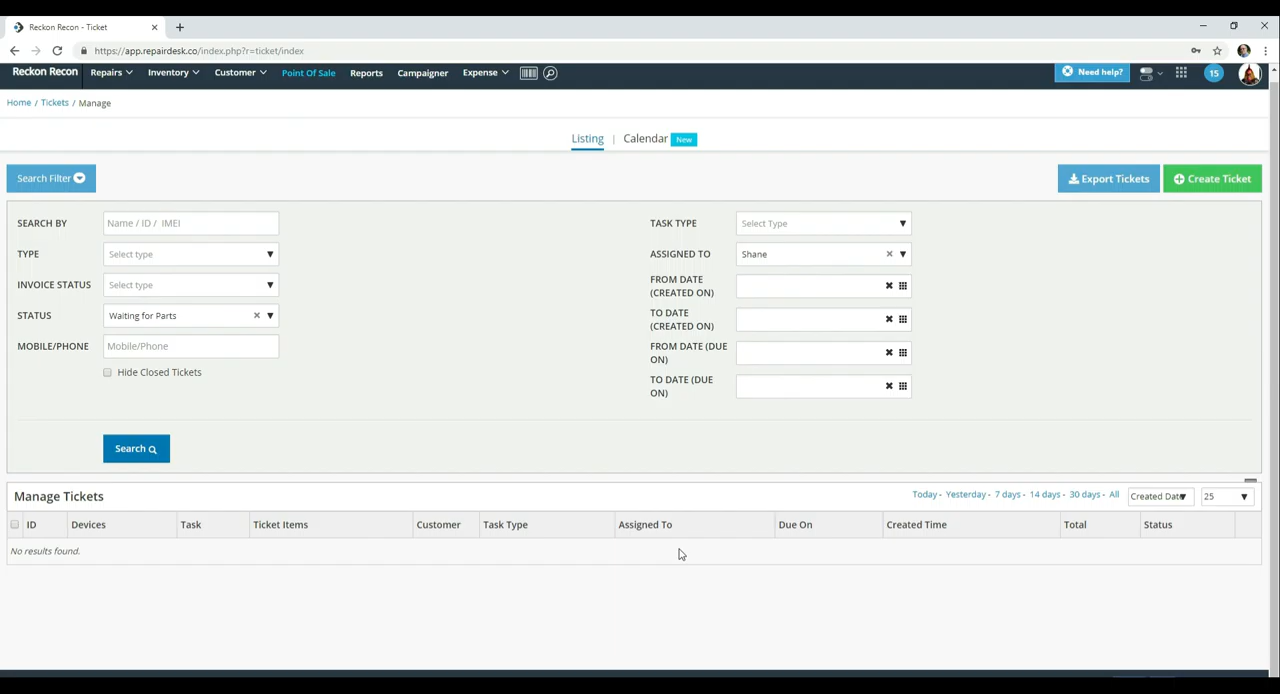 Reckon Recon - Ticket
https://app.repairdesk.co/index.php?r=ticket/index
Reckon Recon Repairs Inventory Customer Point Of Sale Reports Campaigner Expense Need help? 15
Home / Tickets / Manage
Listing | Calendar New
Search Filter Export Tickets Create Ticket
SEARCH BY Name / ID / IMEI TASK TYPE Select Type
TYPE Select type ASSIGNED TO Shane
INVOICE STATUS Select type FROM DATE (CREATED ON)
STATUS Waiting for Parts TO DATE (CREATED ON)
MOBILE/PHONE Mobile/Phone FROM DATE (DUE ON)
Hide Closed Tickets TO DATE (DUE ON)
Search
Manage Tickets Today - Yesterday - 7 days - 14 days - 30 days - All Created Date 25
ID Devices Task Ticket Items Customer Task Type Assigned To Due On Created Time Total Status
No results found.